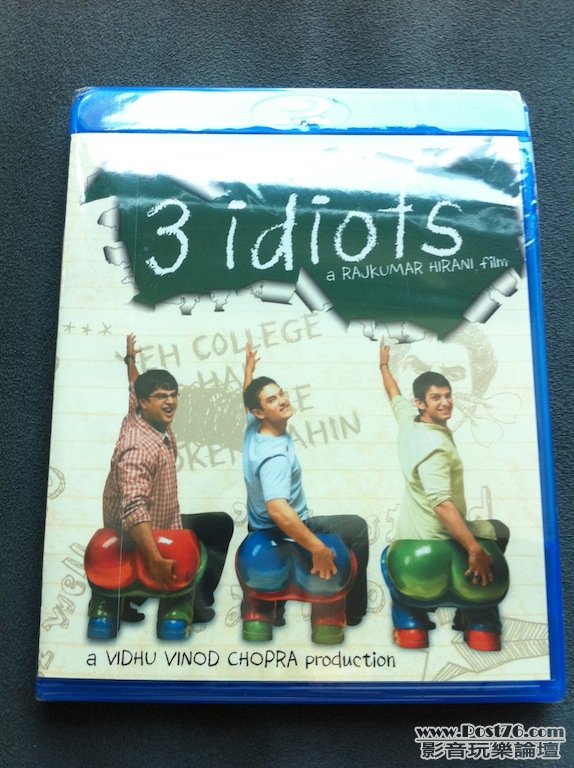 3 idiots
a RAJKUMAR HIRANI film
YEH COLLEGE
a VIDHU VINOD CHOPRA production
www.Post76.com
影音玩樂論壇